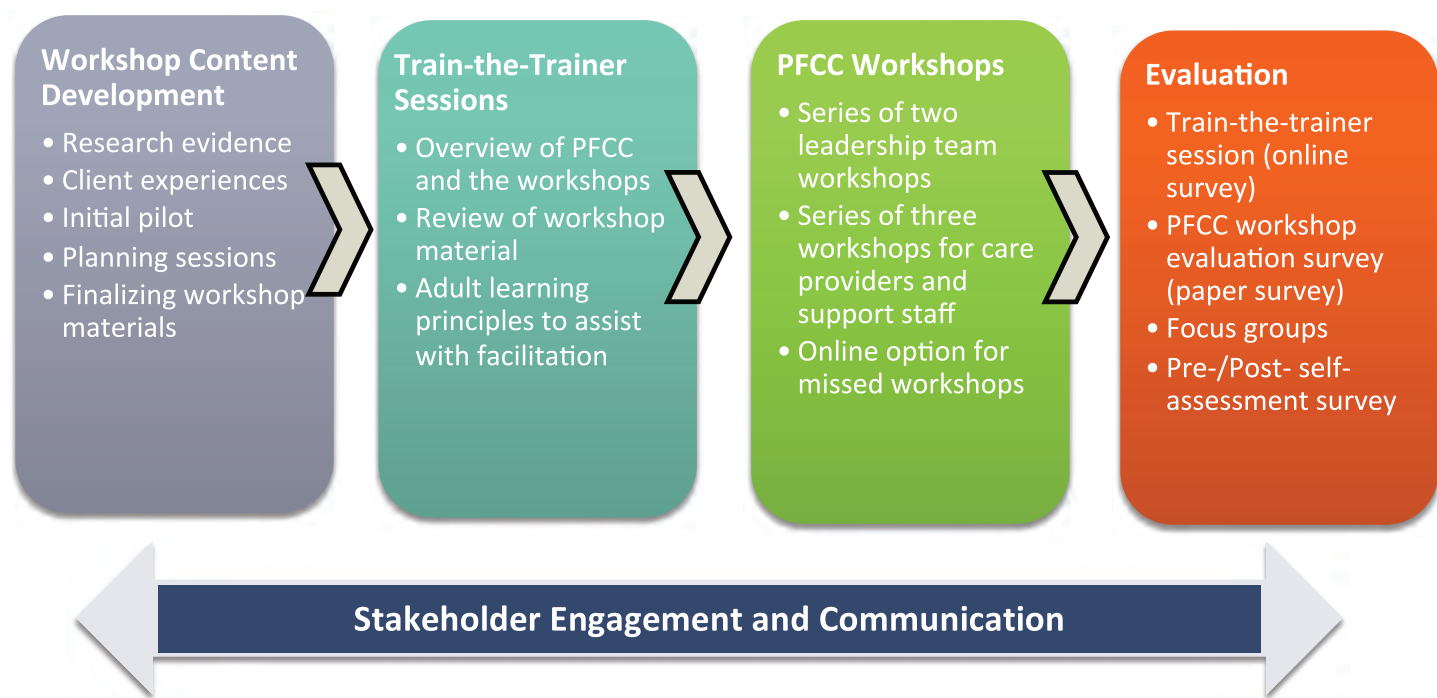 Workshop Content
Development
• Research evidence
• Client experiences
• Initial pilot
• Planning sessions
• Finalizing workshop
materials
Train-the-Trainer
Sessions
• Overview of PFCC
and the workshops
• Review of workshop
material
• Adult learning
principles to assist
with facilitation
PFCC Workshops
• Series of two
leadership team
workshops
• Series of three
workshops for care
providers and
support staff
• Online option for
missed workshops
Evaluation
• Train-the-trainer
session (online
survey)
• PFCC workshop
evaluation survey
(paper survey)
• Focus groups
• Pre-/Post- self-
assessment survey
Stakeholder Engagement and Communication